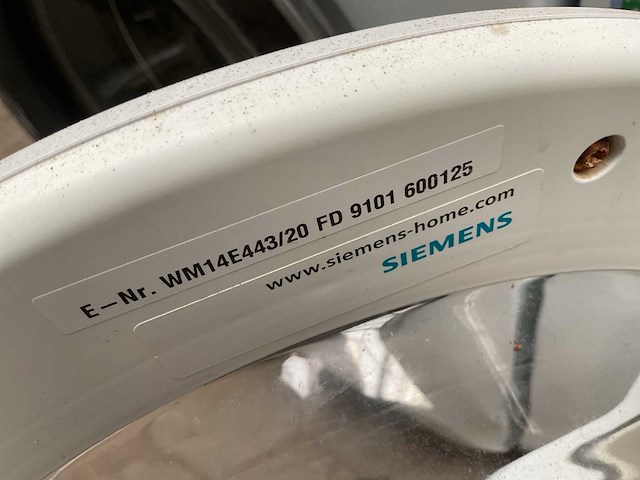 E-Nr. WM14E443/20 FD 9101 600125
www.siemens-home.com
SIEMENS